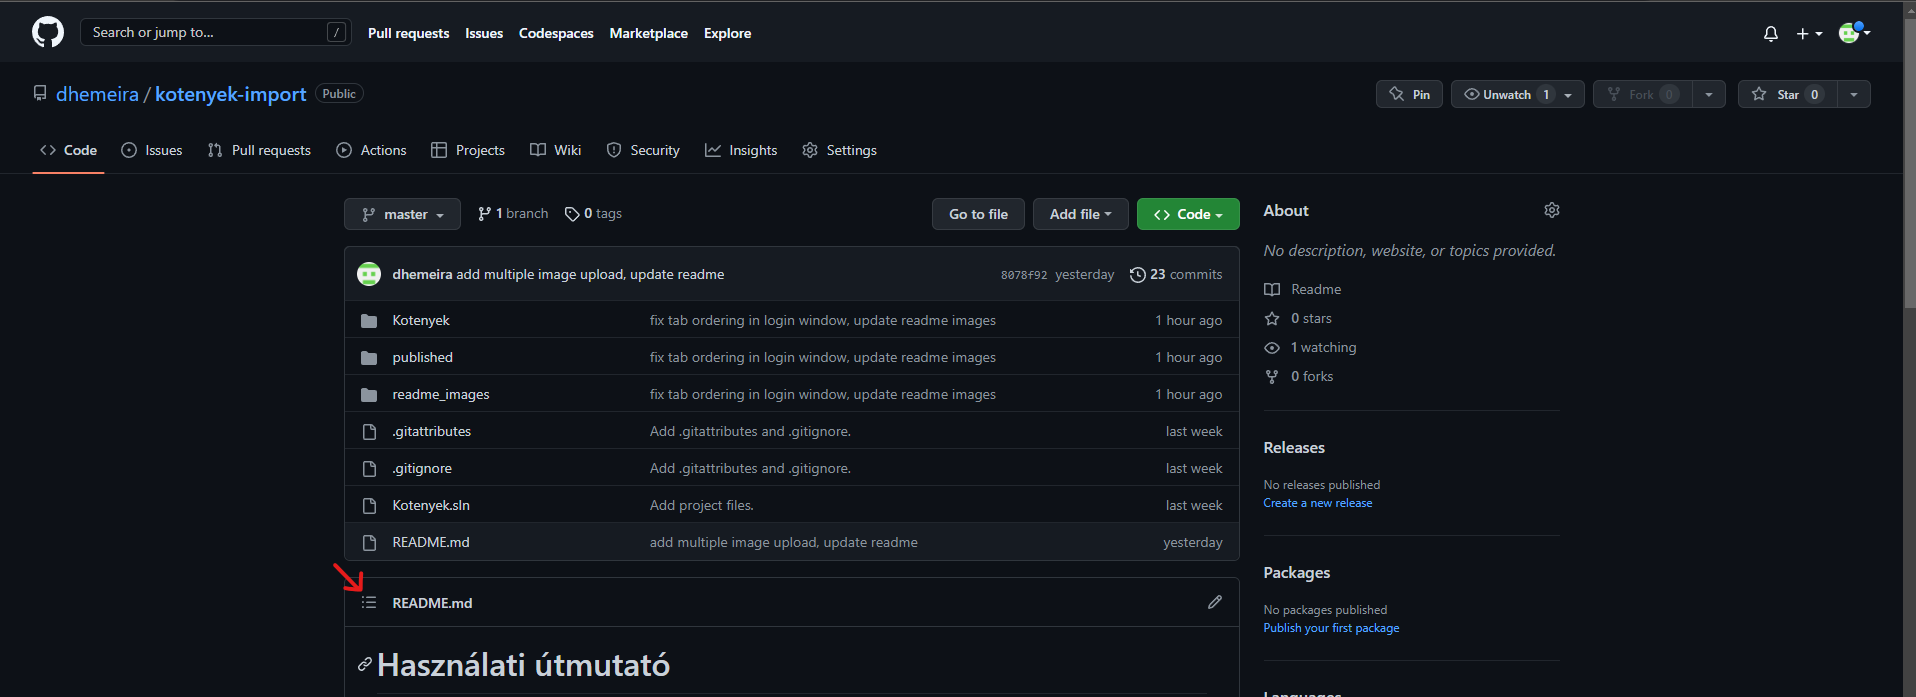 Search or jump to... /
Pull requests Issues Codespaces Marketplace Explore
dhemeira / kotenyek-import Public
Pin Unwatch 1 Fork 0 Star 0
Code Issues Pull requests Actions Projects Wiki Security Insights Settings
master 1 branch 0 tags Go to file Add file Code
dhemeira add multiple image upload, update readme 8078f92 yesterday 23 commits
Kotenyek fix tab ordering in login window, update readme images 1 hour ago
published fix tab ordering in login window, update readme images 1 hour ago
readme_images fix tab ordering in login window, update readme images 1 hour ago
.gitattributes Add .gitattributes and .gitignore. last week
.gitignore Add .gitattributes and .gitignore. last week
Kotenyek.sln Add project files. last week
README.md add multiple image upload, update readme yesterday
README.md
Használati útmutató
About
No description, website, or topics provided.
Readme
0 stars
1 watching
0 forks
Releases
No releases published
Create a new release
Packages
No packages published
Publish your first package
Languages